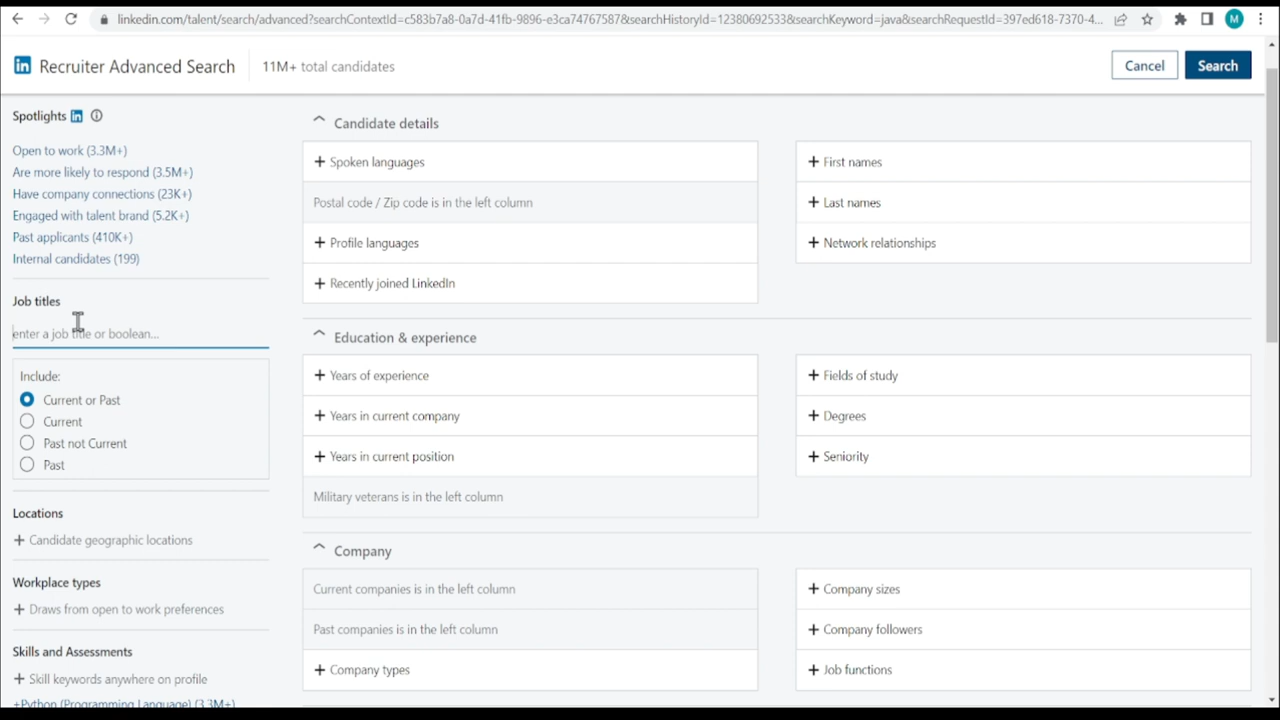 linkedin.com/talent/search/advanced?searchContextId=c583b7a8-0a7d-41fb-9896-e3ca74767587&searchHistoryId=12380692533&searchKeyword=java&searchRequestId=397ed618-7370-4...
M
in Recruiter Advanced Search
11M+ total candidates
Cancel
Search
Spotlights in
Open to work (3.3M+)
Are more likely to respond (3.5M+)
Have company connections (23K+)
Engaged with talent brand (5.2K+)
Past applicants (410K+)
Internal candidates (199)
Job titles
enter a job title or boolean...
Include:
Current or Past
Current
Past not Current
Past
Locations
+ Candidate geographic locations
Workplace types
+ Draws from open to work preferences
Skills and Assessments
+ Skill keywords anywhere on profile
+Python (Programming Language) (3.3M+)
Candidate details
+ Spoken languages
Postal code / Zip code is in the left column
+ Profile languages
+ Recently joined LinkedIn
+ First names
+ Last names
+ Network relationships
Education & experience
+ Years of experience
+ Years in current company
+ Years in current position
Military veterans is in the left column
+ Fields of study
+ Degrees
+ Seniority
Company
Current companies is in the left column
Past companies is in the left column
+ Company types
+ Company sizes
+ Company followers
+ Job functions